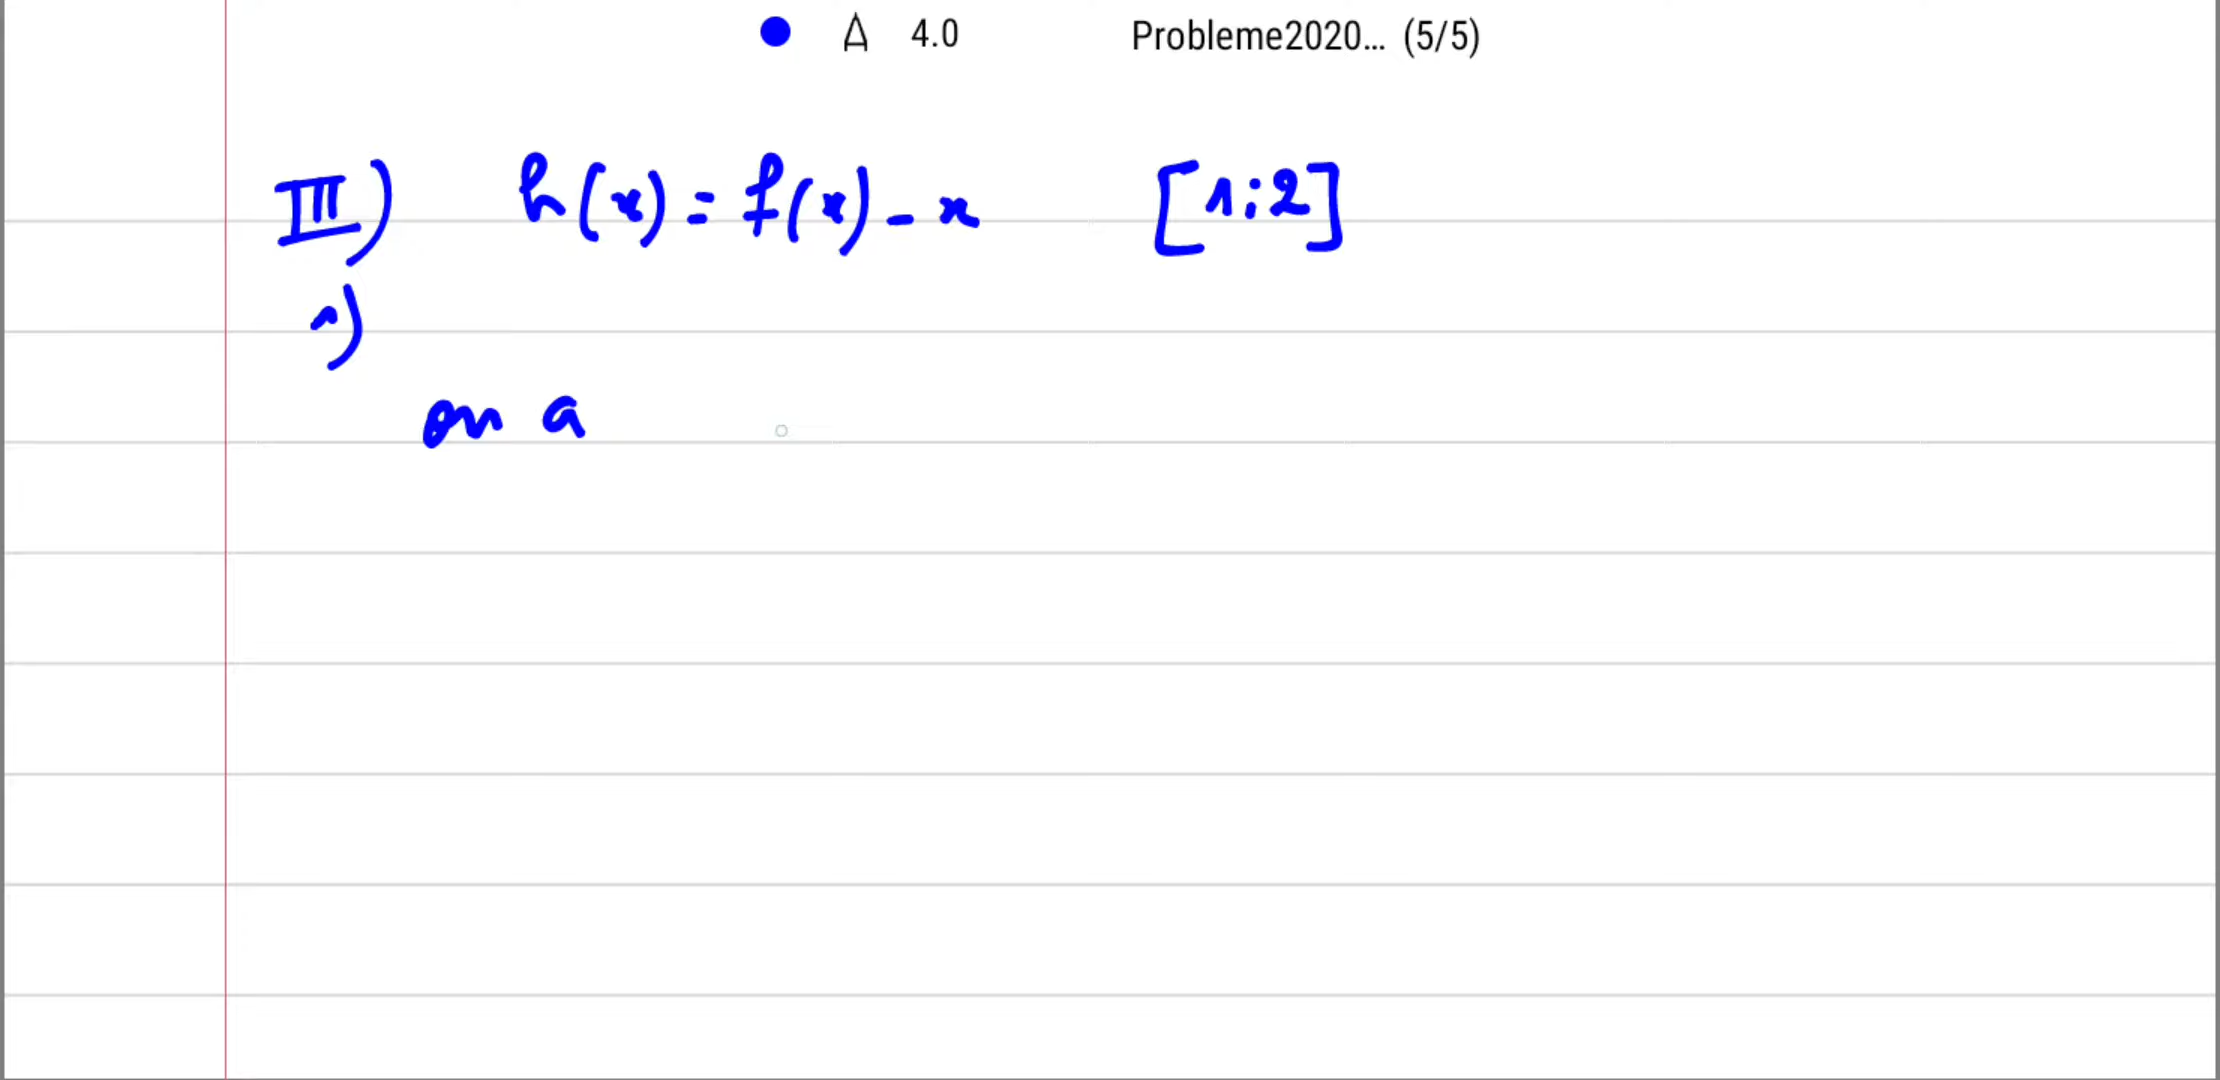 Δ 4.0 Probleme2020... (5/5)
III) h(x) = f(x) - x [1;2]
1)
on a